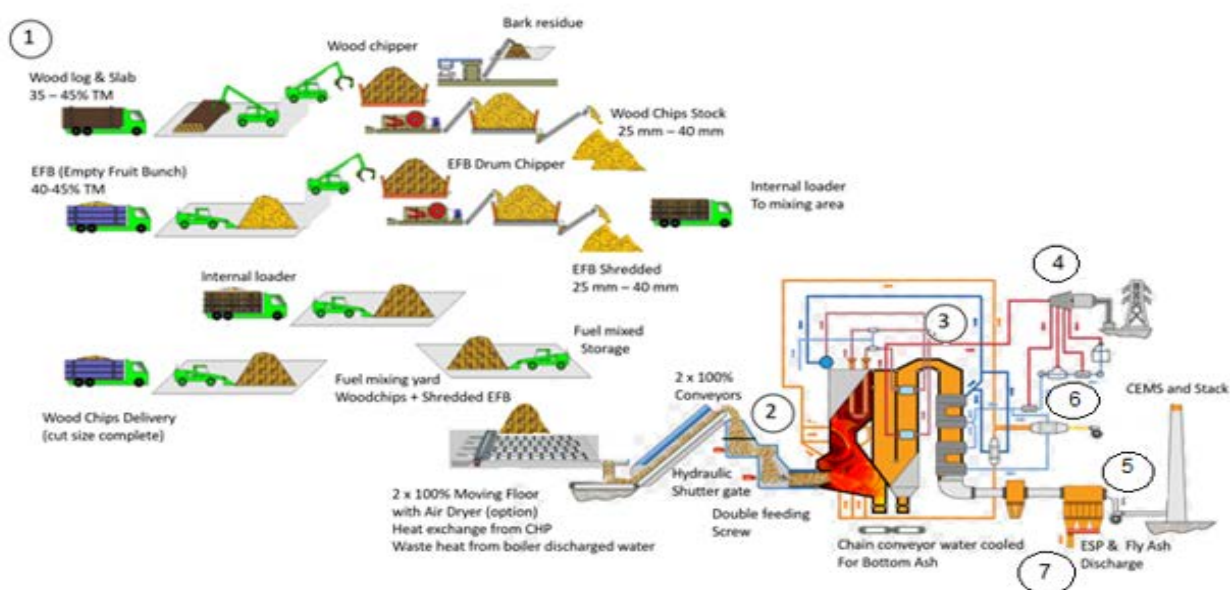 1
Bark residue
Wood chipper
Wood log & Slab
35 – 45% TM
Wood Chips Stock
25 mm – 40 mm
EFB (Empty Fruit Bunch)
40-45% TM
EFB Drum Chipper
Internal loader
To mixing area
EFB Shredded
25 mm – 40 mm
Internal loader
Fuel mixed
Storage
Fuel mixing yard
Woodchips + Shredded EFB
Wood Chips Delivery
(cut size complete)
2 x 100%
Conveyors
2
3
4
CEMS and Stack
6
5
2 x 100% Moving Floor
with Air Dryer (option)
Heat exchange from CHP
Waste heat from boiler discharged water
Hydraulic
Shutter gate
Double feeding
Screw
Chain conveyor water cooled
For Bottom Ash
7
ESP & Fly Ash
Discharge